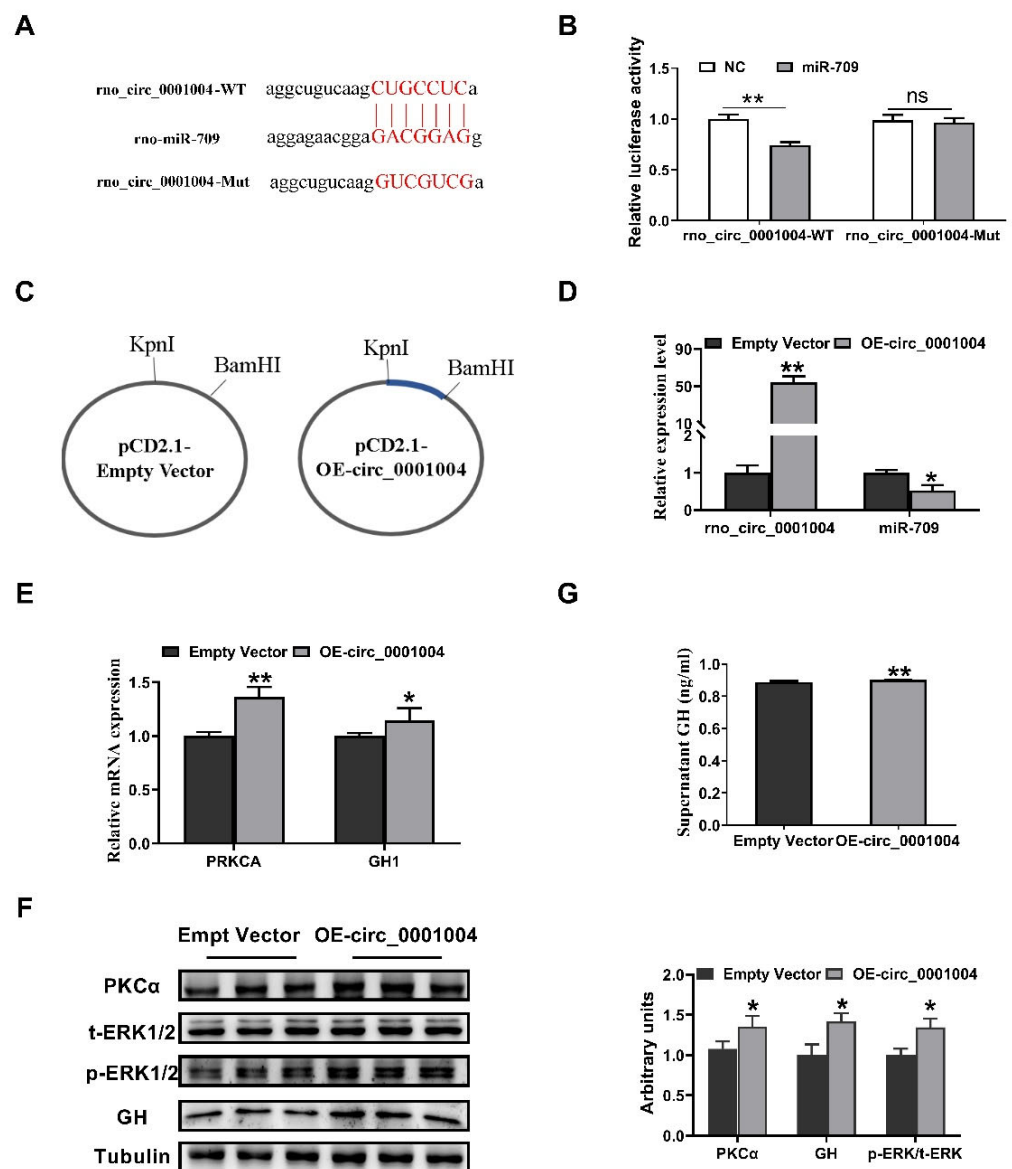 A
rno_circ_0001004-WT aggcugucaagCUGCCUCa
rno-miR-709 aggagaacggaGACGGAGg
rno_circ_0001004-Mut aggcugucaagGUCGUCGa
B
NC miR-709
Relative luciferase activity
1.5
1.0
0.5
0.0
** ns
rno_circ_0001004-WT rno_circ_0001004-Mut
C
KpnI
BamHI
pCD2.1-
Empty Vector
KpnI
BamHI
pCD2.1-
OE-circ_0001004
D
Empty Vector OE-circ_0001004
Relative expression level
90
50
10
2
1
0
**
*
rno_circ_0001004 miR-709
E
Empty Vector OE-circ_0001004
Relative mRNA expression
1.5
1.0
0.5
0.0
**
*
PRKCA GH1
G
Supernatant GH (ng/ml)
1.0
0.8
0.6
0.4
0.2
0.0
**
Empty Vector OE-circ_0001004
F
Empt Vector OE-circ_0001004
PKCα
t-ERK1/2
p-ERK1/2
GH
Tubulin
Empty Vector OE-circ_0001004
Arbitrary units
2.0
1.5
1.0
0.5
0.0
* * *
PKCα GH p-ERK/t-ERK